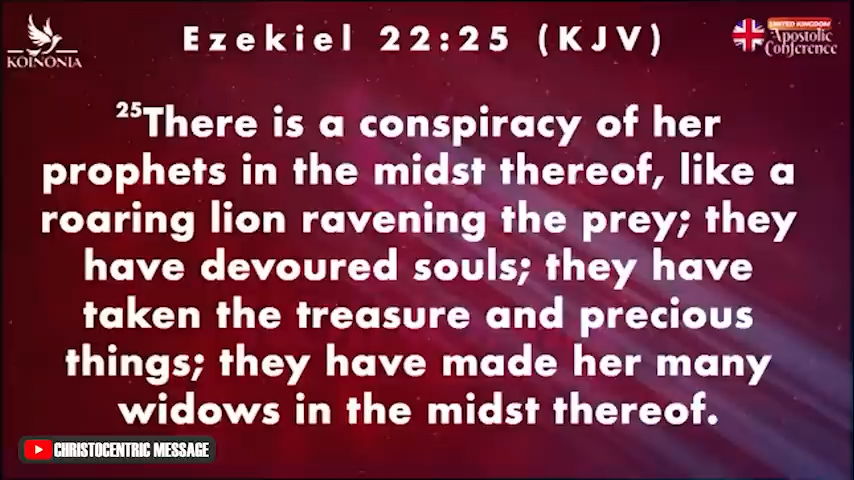 KOINONIA
Ezekiel 22:25 (KJV)
UNITED KINGDOM
Apostolic
Conference
25There is a conspiracy of her
prophets in the midst thereof, like a
roaring lion ravening the prey; they
have devoured souls; they have
taken the treasure and precious
things; they have made her many
widows in the midst thereof.
CHRISTOCENTRIC MESSAGE